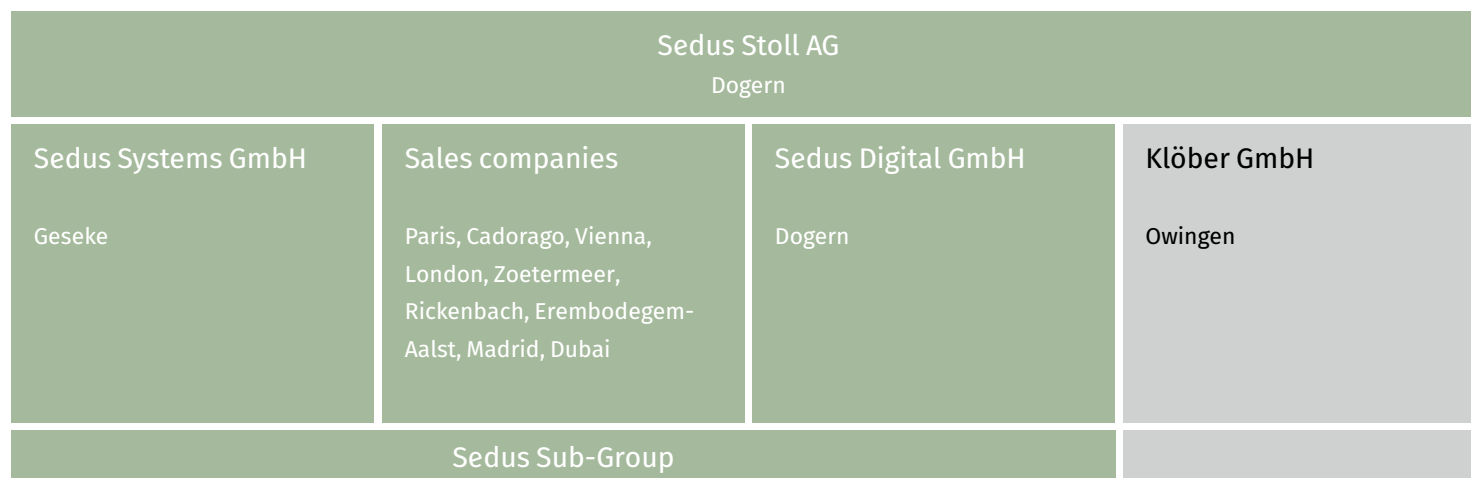 Sedus Stoll AG
Dogern
Sedus Systems GmbH
Geseke
Sales companies
Paris, Cadorago, Vienna,
London, Zoetermeer,
Rickenbach, Erembodegem-
Aalst, Madrid, Dubai
Sedus Digital GmbH
Dogern
Klöber GmbH
Owingen
Sedus Sub-Group